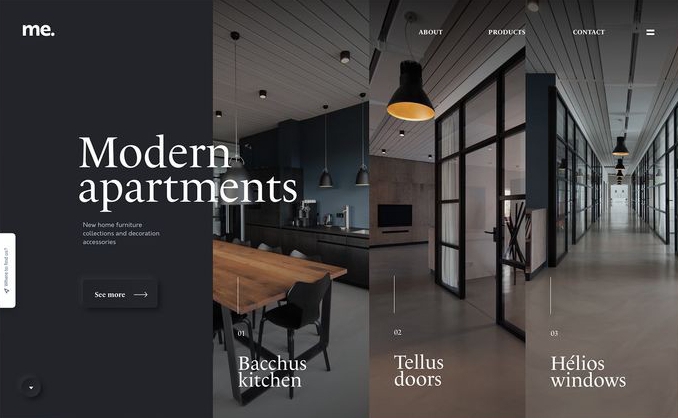 me.
ABOUT
PRODUCTS
CONTACT
Modern
apartments
New home furniture
collections and decoration
accessories
Where to find us?
See more
01
Bacchus
kitchen
02
Tellus
doors
03
Hélios
windows